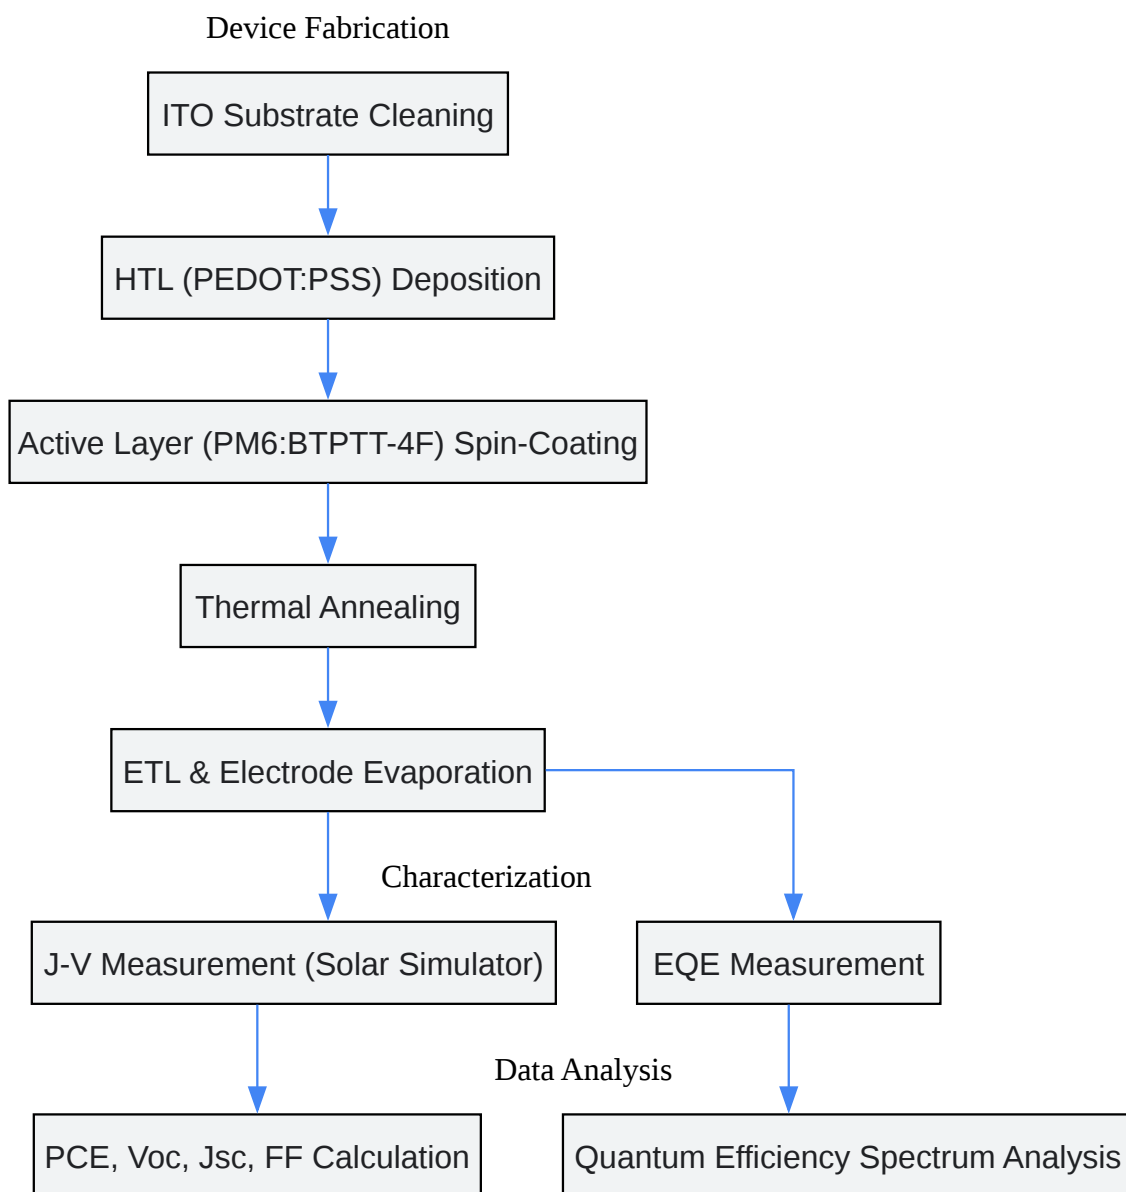 Device Fabrication
ITO Substrate Cleaning
HTL (PEDOT:PSS) Deposition
Active Layer (PM6:BTPTT-4F) Spin-Coating
Thermal Annealing
ETL & Electrode Evaporation
Characterization
J-V Measurement (Solar Simulator)
EQE Measurement
Data Analysis
PCE, Voc, Jsc, FF Calculation
Quantum Efficiency Spectrum Analysis